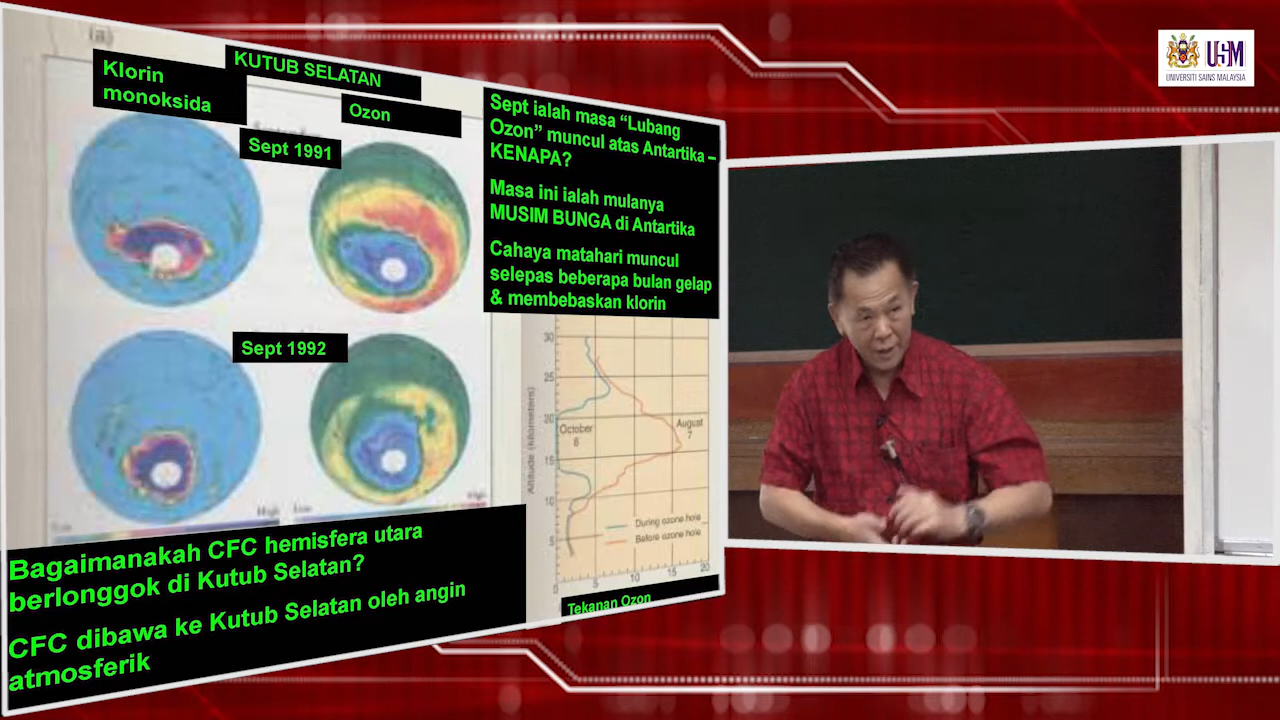 (a)
KUTUB SELATAN
Klorin
monoksida
Ozon
Sept 1991
Sept 1992
Sept ialah masa “Lubang
Ozon” muncul atas Antartika –
KENAPA?
Masa ini ialah mulanya
MUSIM BUNGA di Antartika
Cahaya matahari muncul
selepas beberapa bulan gelap
& membebaskan klorin
30
25
20
15
10
5
Altitude (kilometers)
October
8
August
7
During ozone hole
Before ozone hole
0 5 10 15 20
Tekanan Ozon
Low High Low High
Bagaimanakah CFC hemisfera utara
berlonggok di Kutub Selatan?
CFC dibawa ke Kutub Selatan oleh angin
atmosferik
USM
UNIVERSITI SAINS MALAYSIA